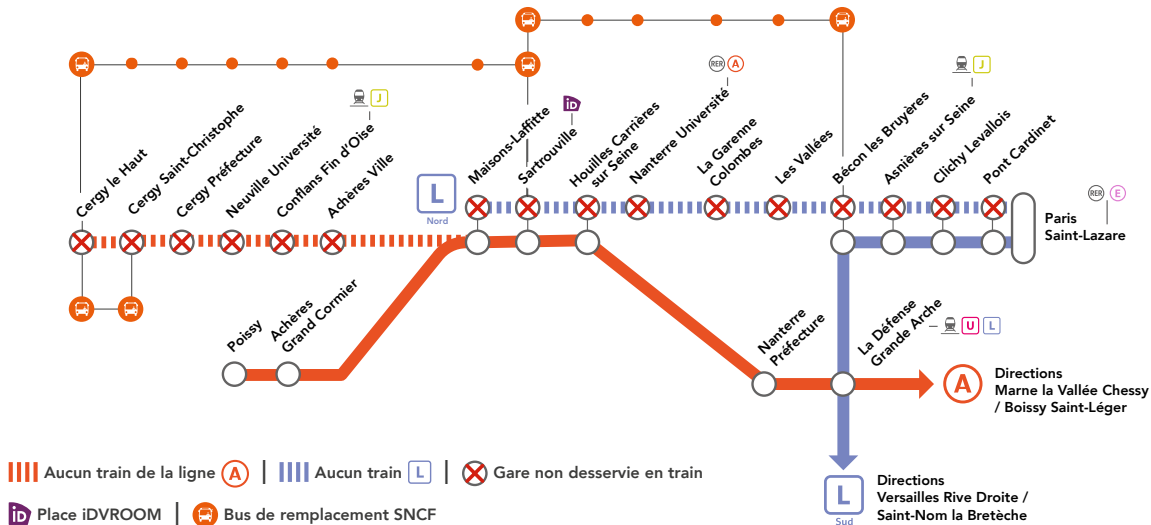 RER A
J
iD
J
RER E
Cergy le Haut
Cergy Saint-Christophe
Cergy Préfecture
Neuville Université
Conflans Fin d'Oise
Achères Ville
L
Nord
Maisons-Laffitte
Sartrouville
Houilles Carrières
sur Seine
Nanterre Université
La Garenne
Colombes
Les Vallées
Bécon les Bruyères
Asnières sur Seine
Clichy Levallois
Pont Cardinet
Paris
Saint-Lazare
Poissy
Achères
Grand Cormier
Nanterre
Préfecture
La Défense
Grande Arche
U L
A
Directions
Marne la Vallée Chessy
/ Boissy Saint-Léger
Aucun train de la ligne A | Aucun train L | Gare non desservie en train
iD Place iDVROOM | Bus de remplacement SNCF
L
Sud
Directions
Versailles Rive Droite /
Saint-Nom la Bretèche